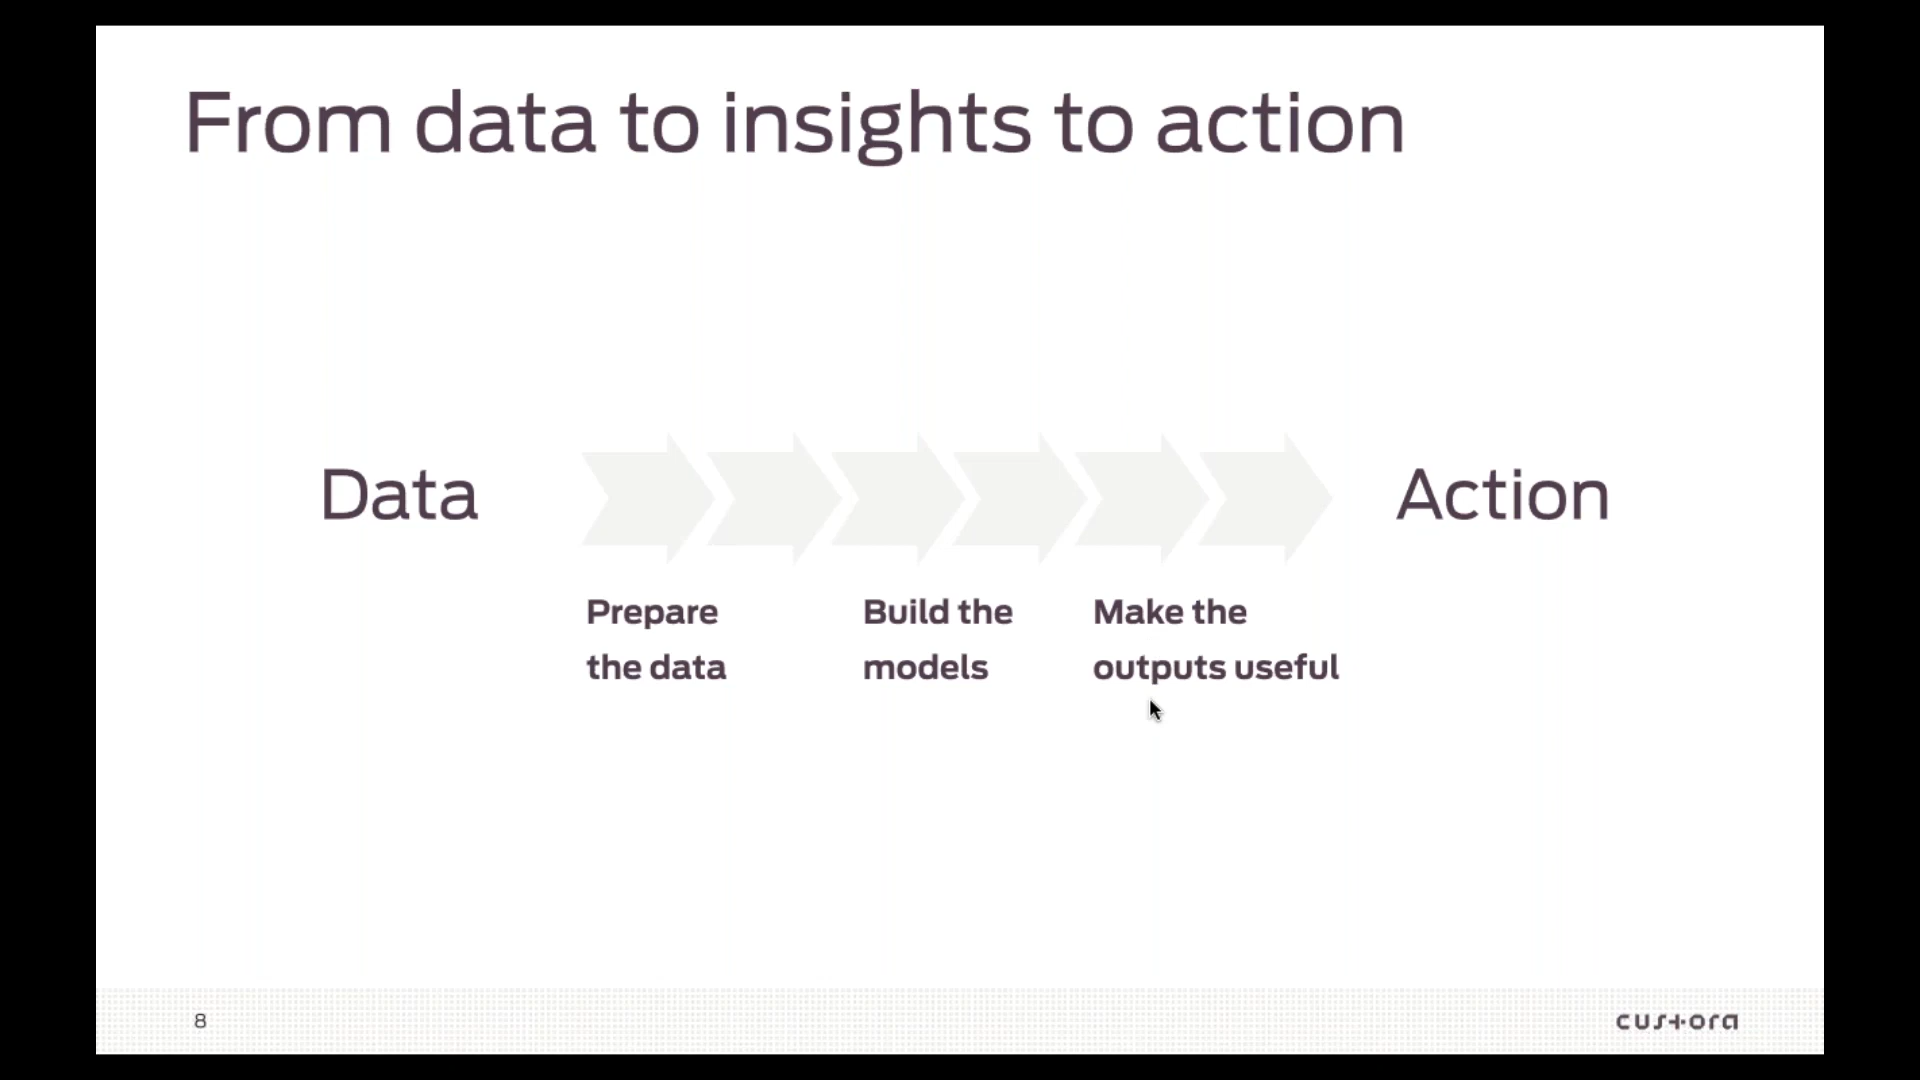 From data to insights to action
Data
Action
Prepare
the data
Build the
models
Make the
outputs useful
8
custora